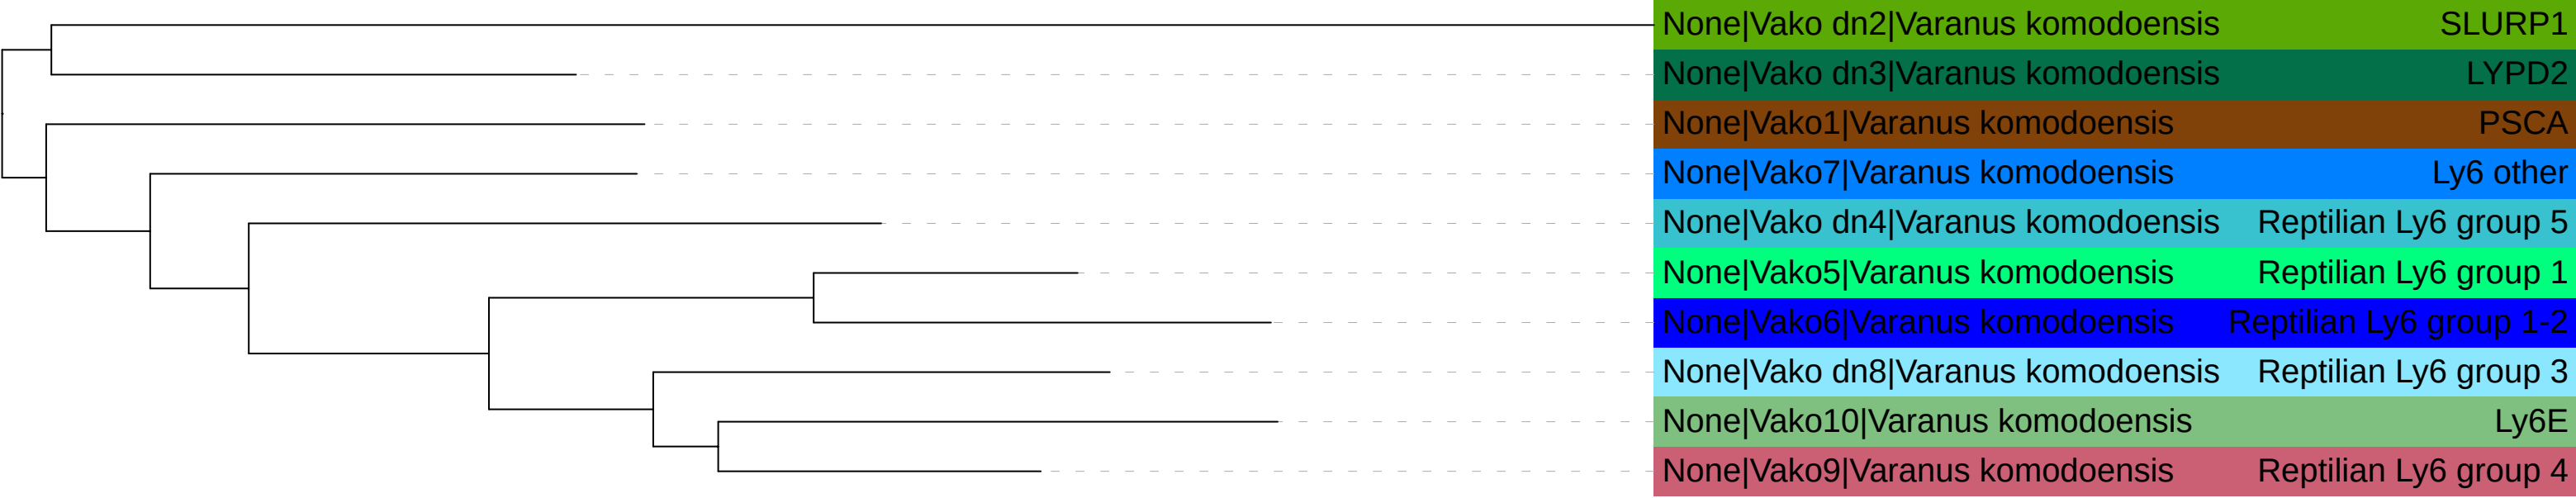 None|Vako dn2|Varanus komodoensis SLURP1
None|Vako dn3|Varanus komodoensis LYPD2
None|Vako1|Varanus komodoensis PSCA
None|Vako7|Varanus komodoensis Ly6 other
None|Vako dn4|Varanus komodoensis Reptilian Ly6 group 5
None|Vako5|Varanus komodoensis Reptilian Ly6 group 1
None|Vako6|Varanus komodoensis Reptilian Ly6 group 1-2
None|Vako dn8|Varanus komodoensis Reptilian Ly6 group 3
None|Vako10|Varanus komodoensis Ly6E
None|Vako9|Varanus komodoensis Reptilian Ly6 group 4